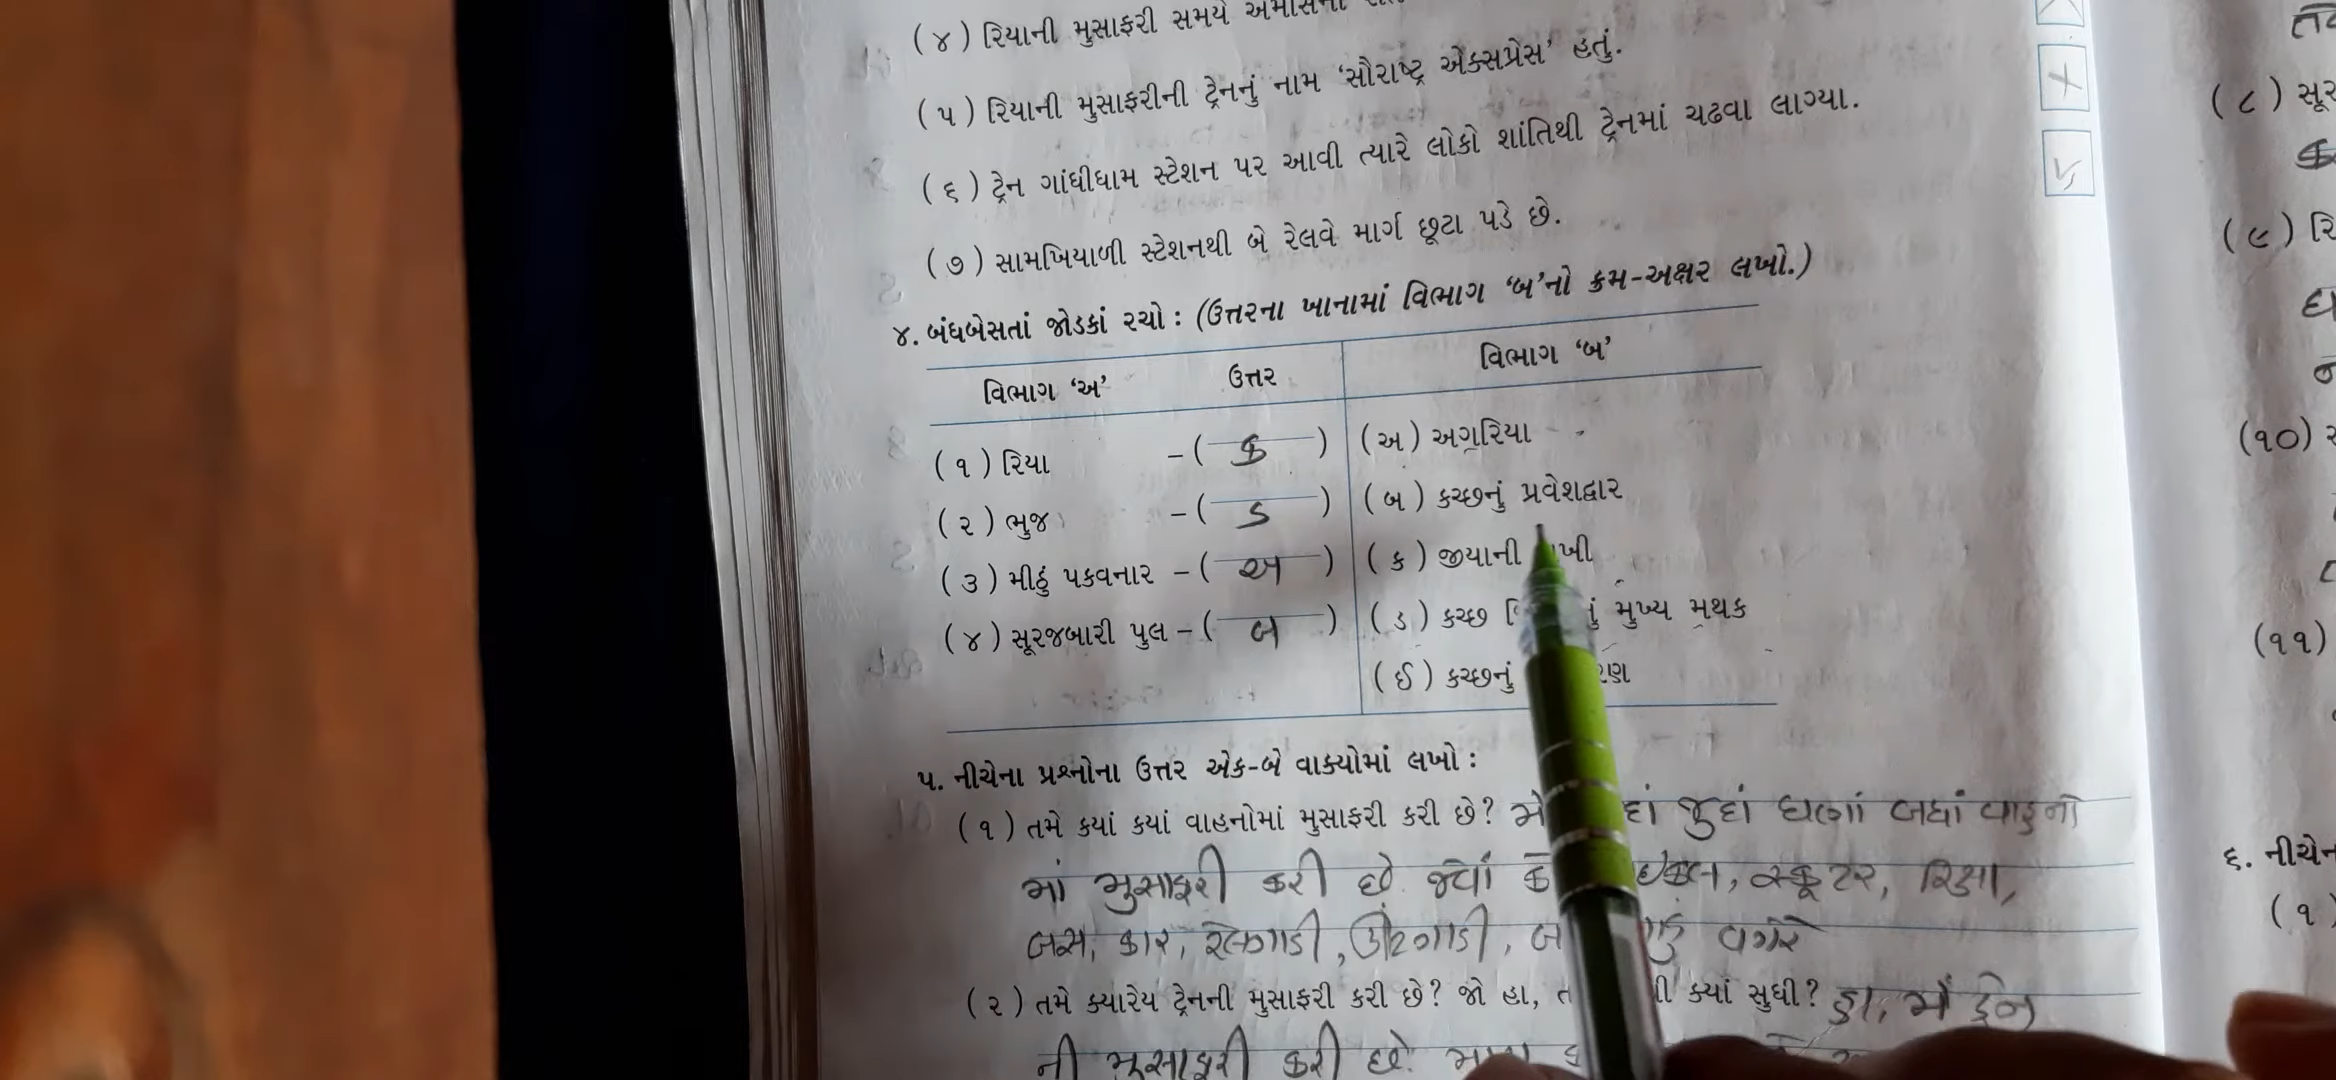 (૪) રિયાની મુસાફરી સમયે
(૫) રિયાની મુસાફરીની ટ્રેનનું નામ ‘સૌરાષ્ટ્ર એક્સપ્રેસ’ હતું.
(૬) ટ્રેન ગાંધીધામ સ્ટેશન પર આવી ત્યારે લોકો શાંતિથી ટ્રેનમાં ચઢવા લાગ્યા.
(૭) સામખિયાળી સ્ટેશનથી બે રેલવે માર્ગ છૂટા પડે છે.
૪. બંધબેસતાં જોડકાં રચો : (ઉત્તરના ખાનામાં વિભાગ ‘બ’નો ક્રમ-અક્ષર લખો.)
વિભાગ ‘અ’ ઉત્તર વિભાગ ‘બ’
(૧) રિયા - ( ક ) (અ) અગરિયા
(૨) ભુજ - ( ડ ) (બ) કચ્છનું પ્રવેશદ્વાર
(૩) મીઠું પકવનાર - ( અ ) (ક) જીયાની
(૪) સૂરજબારી પુલ - ( બ ) (ડ) કચ્છ મુખ્ય મથક
(ઈ) કચ્છનું
૫. નીચેના પ્રશ્નોના ઉત્તર એક-બે વાક્યોમાં લખો :
(૧) તમે કયાં કયાં વાહનોમાં મુસાફરી કરી છે? જુદાં ઘણાં બધાં વાહનો
માં મુસાફરી કરી છે. સ્કૂટર, રિક્ષા,
બસ, કાર, રેલગાડી, ઊંટગાડી, વગેરે
(૨) તમે ક્યારેય ટ્રેનની મુસાફરી કરી છે? જો હા, ક્યાં સુધી? હા, મેં ટ્રેન
ની મુસાફરી કરી છે.
(૮) સૂર
(૯) રિ
(૧૦)
(૧૧)
૬. નીચેન
(૧)